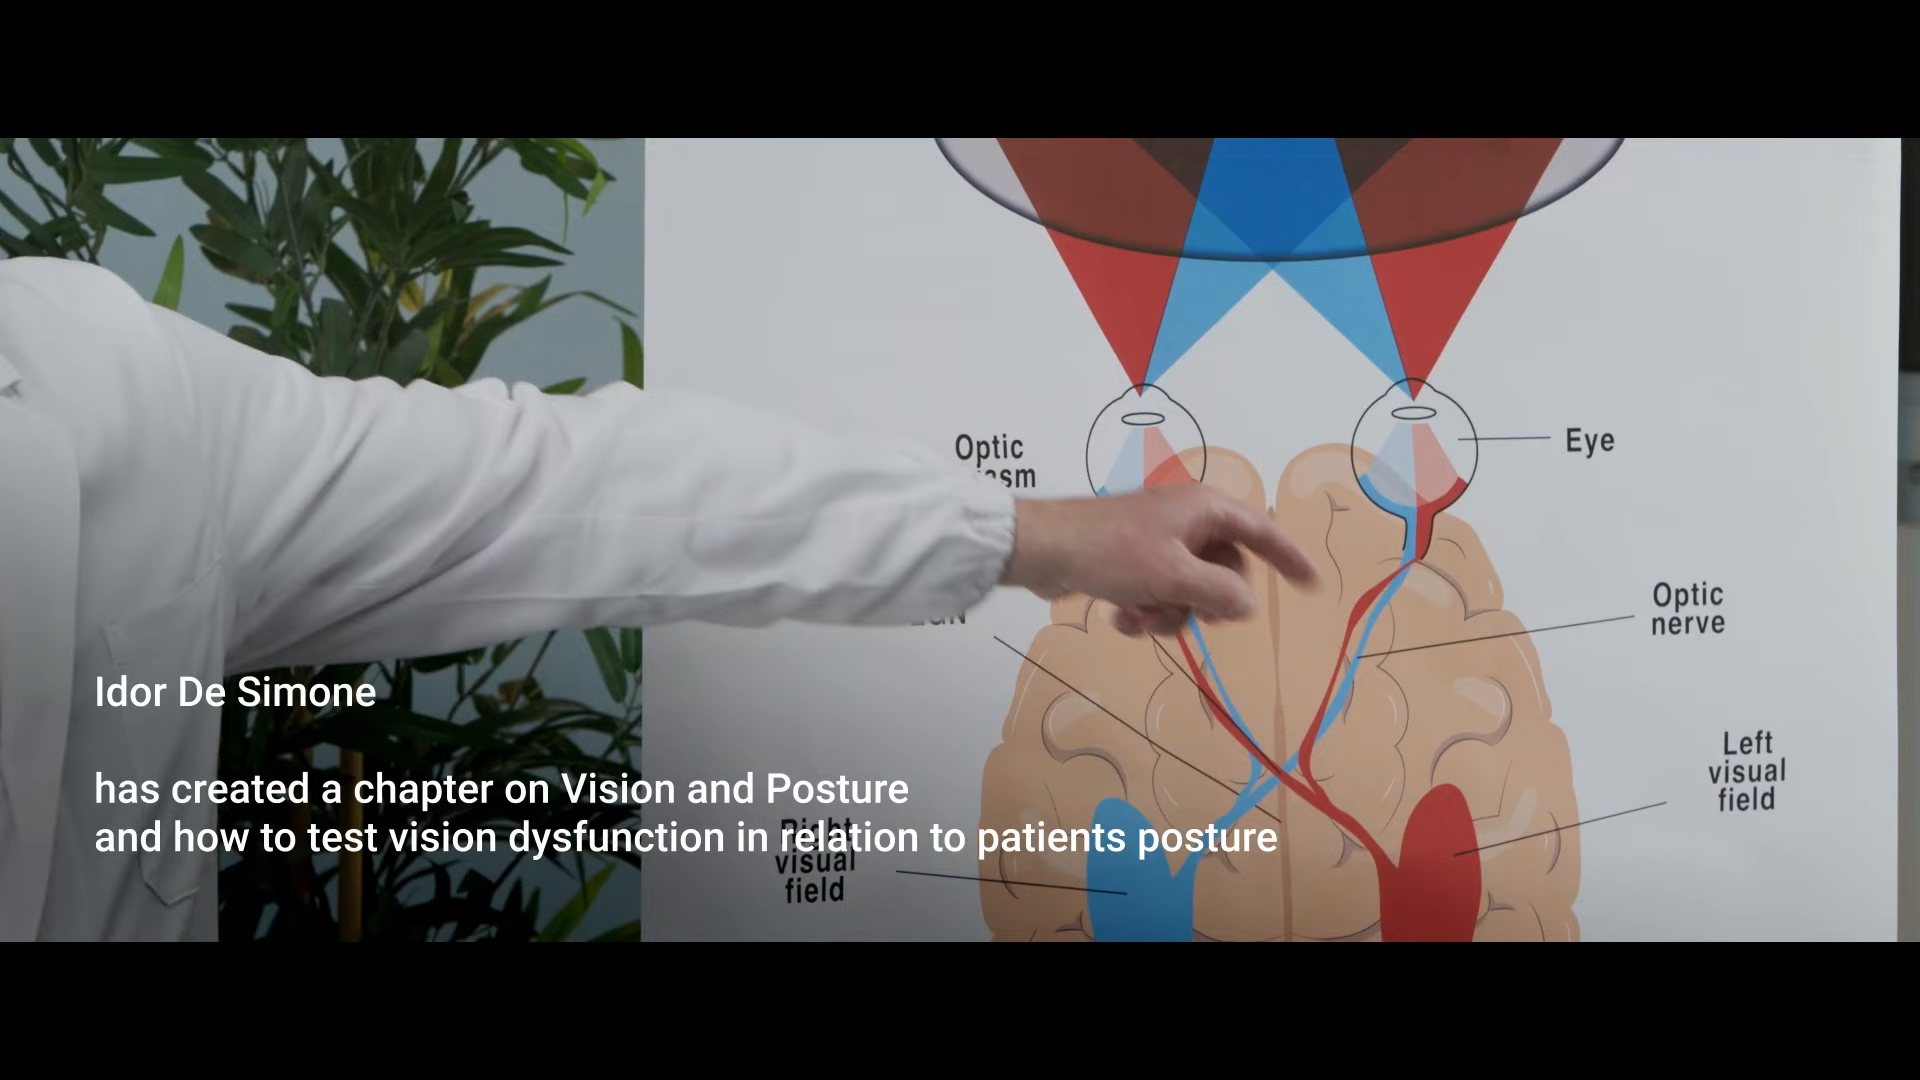 Optic
Eye
Optic
nerve
Left
visual
field
Right
visual
field
Idor De Simone
has created a chapter on Vision and Posture
and how to test vision dysfunction in relation to patients posture